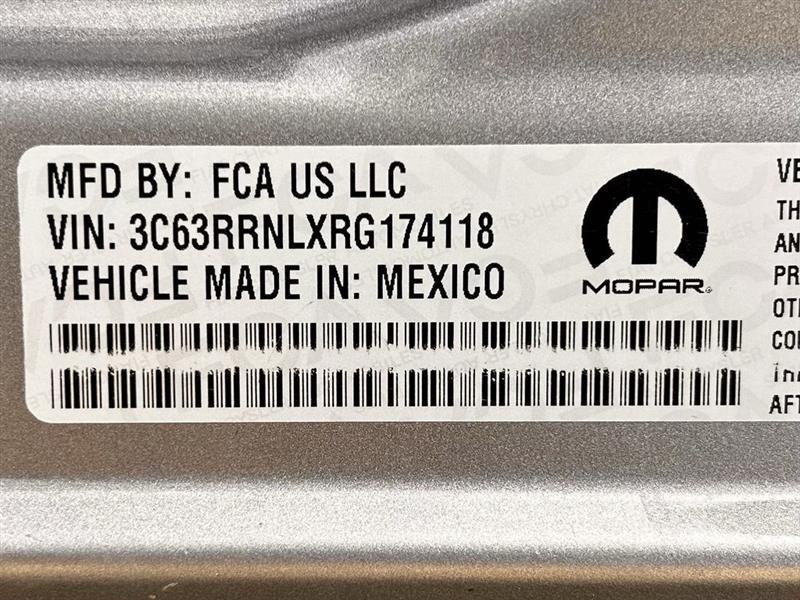 MFD BY: FCA US LLC
VIN: 3C63RRNLXRG174118
VEHICLE MADE IN: MEXICO
MOPAR